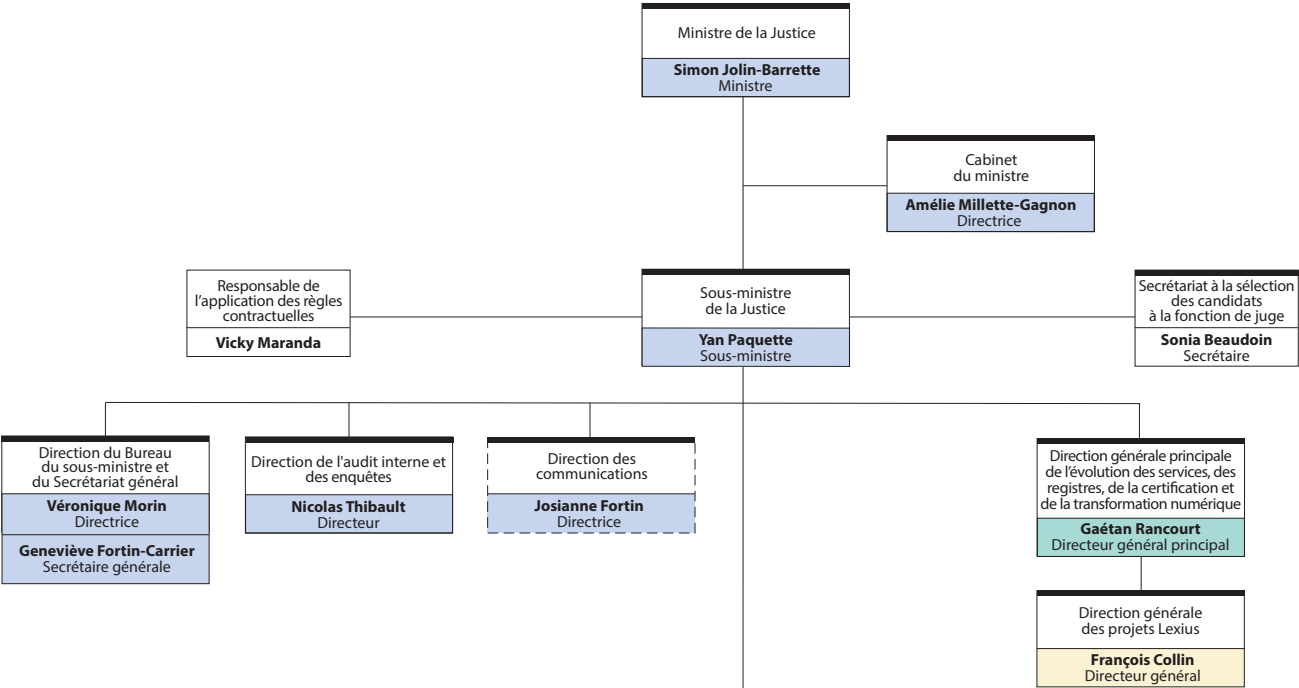 Ministre de la Justice
Simon Jolin-Barrette
Ministre
Cabinet
du ministre
Amélie Millette-Gagnon
Directrice
Responsable de
l'application des règles
contractuelles
Vicky Maranda
Sous-ministre
de la Justice
Yan Paquette
Sous-ministre
Secrétariat à la sélection
des candidats
à la fonction de juge
Sonia Beaudoin
Secrétaire
Direction du Bureau
du sous-ministre et
du Secrétariat général
Véronique Morin
Directrice
Geneviève Fortin-Carrier
Secrétaire générale
Direction de l'audit interne et
des enquêtes
Nicolas Thibault
Directeur
Direction des
communications
Josianne Fortin
Directrice
Direction générale principale
de l'évolution des services, des
registres, de la certification et
de la transformation numérique
Gaétan Rancourt
Directeur général principal
Direction générale
des projets Lexius
François Collin
Directeur général